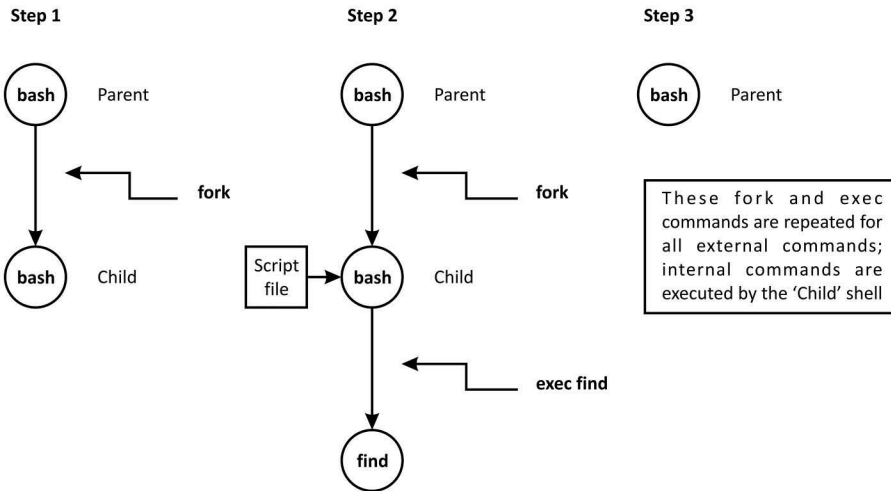 Step 1
Step 2
Step 3
bash Parent
bash Parent
bash Parent
fork
fork
These fork and exec
commands are repeated for
all external commands;
internal commands are
executed by the ‘Child’ shell
bash Child
Script
file
bash Child
exec find
find